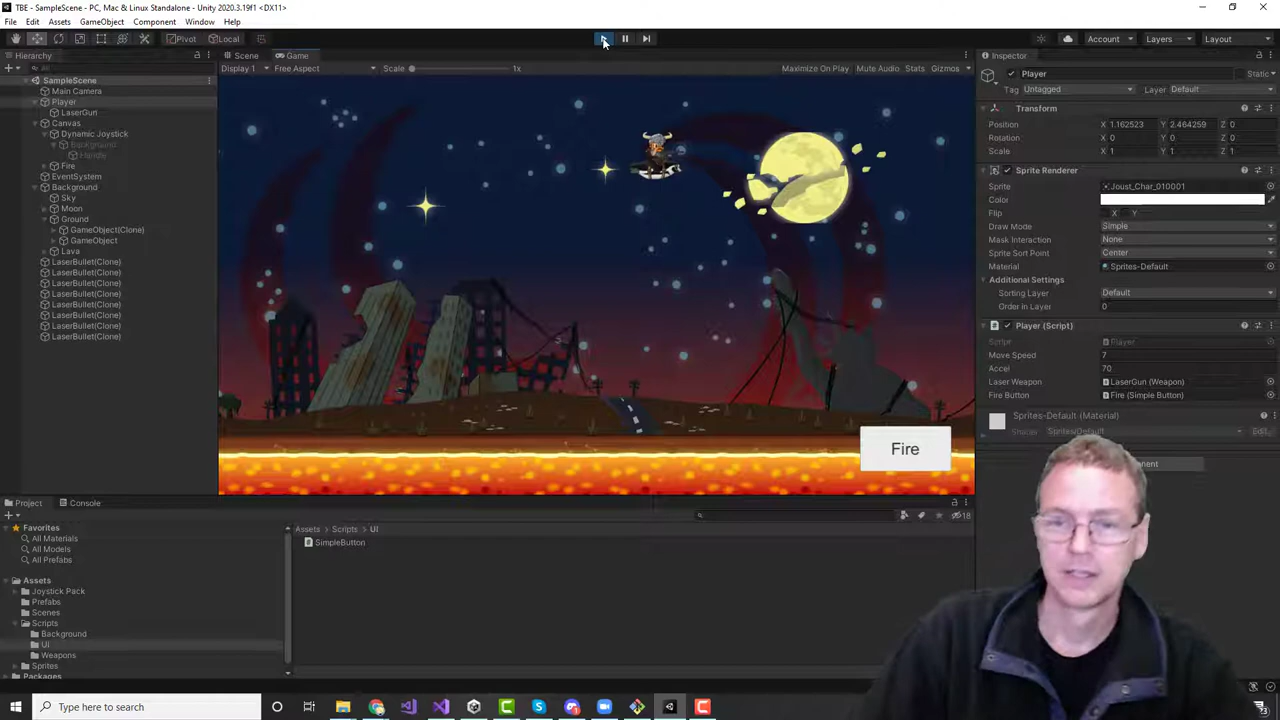 TBE - SampleScene - PC, Mac & Linux Standalone - Unity 2020.3.19f1 <DX11>
File Edit Assets GameObject Component Window Help
Pivot Local Account Layers Layout
Hierarchy Scene Game Inspector
All Display 1 Free Aspect Scale 1x Maximize On Play Mute Audio Stats Gizmos
SampleScene
Main Camera
Player
LaserGun
Canvas
Dynamic Joystick
Background
Handle
Fire
EventSystem
Background
Sky
Moon
Ground
GameObject(Clone)
GameObject
Lava
LaserBullet(Clone)
LaserBullet(Clone)
LaserBullet(Clone)
LaserBullet(Clone)
LaserBullet(Clone)
LaserBullet(Clone)
LaserBullet(Clone)
LaserBullet(Clone)
Fire
Player Static
Tag Untagged Layer Default
Transform
Position X 1.162523 Y 2.464259 Z 0
Rotation X 0 Y 0 Z 0
Scale X 1 Y 1 Z 1
Sprite Renderer
Sprite Joust_Char_010001
Color
Flip X Y
Draw Mode Simple
Mask Interaction None
Sprite Sort Point Center
Material Sprites-Default
Additional Settings
Sorting Layer Default
Order in Layer 0
Player (Script)
Script Player
Move Speed 7
Accel 70
Laser Weapon LaserGun (Weapon)
Fire Button Fire (Simple Button)
Sprites-Default (Material)
Shader Sprites/Default Edit...
Project Console
18
Favorites
All Materials
All Models
All Prefabs
Assets
Joystick Pack
Prefabs
Scenes
Scripts
Background
UI
Weapons
Sprites
Packages
Assets Scripts UI
SimpleButton
Type here to search